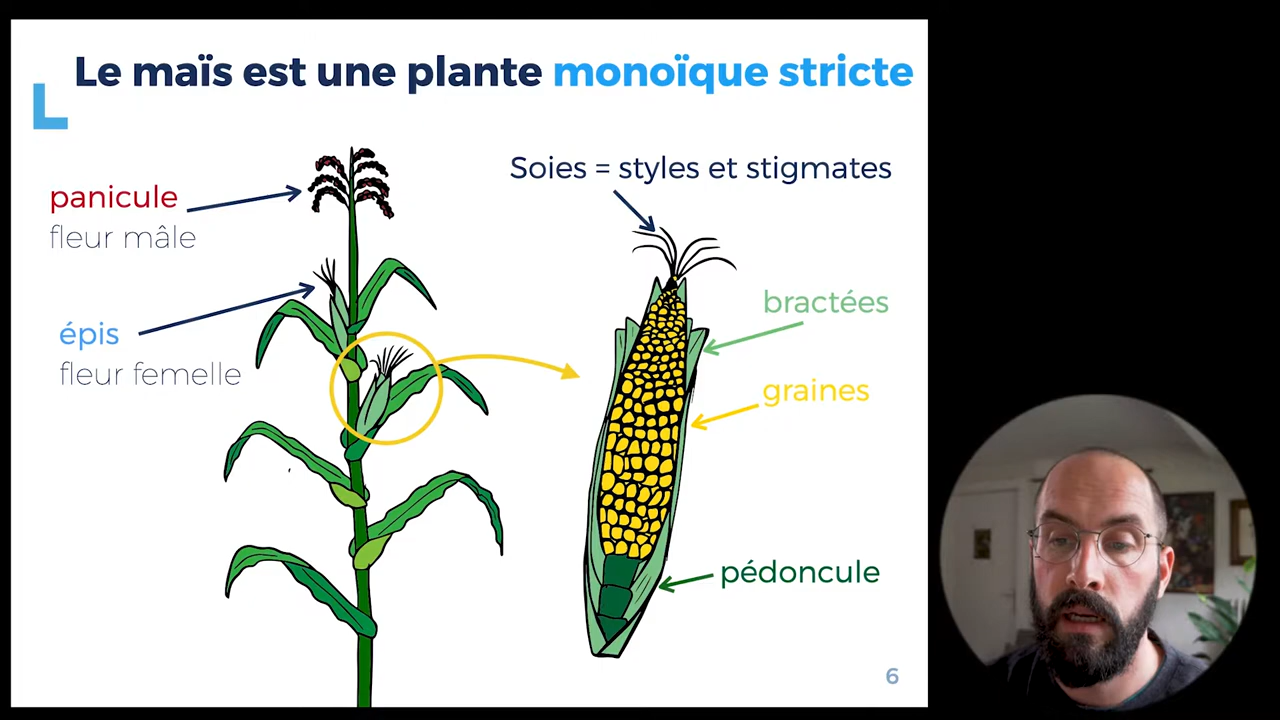 Le maïs est une plante monoïque stricte
panicule
fleur mâle
épis
fleur femelle
Soies = styles et stigmates
bractées
graines
pédoncule
6